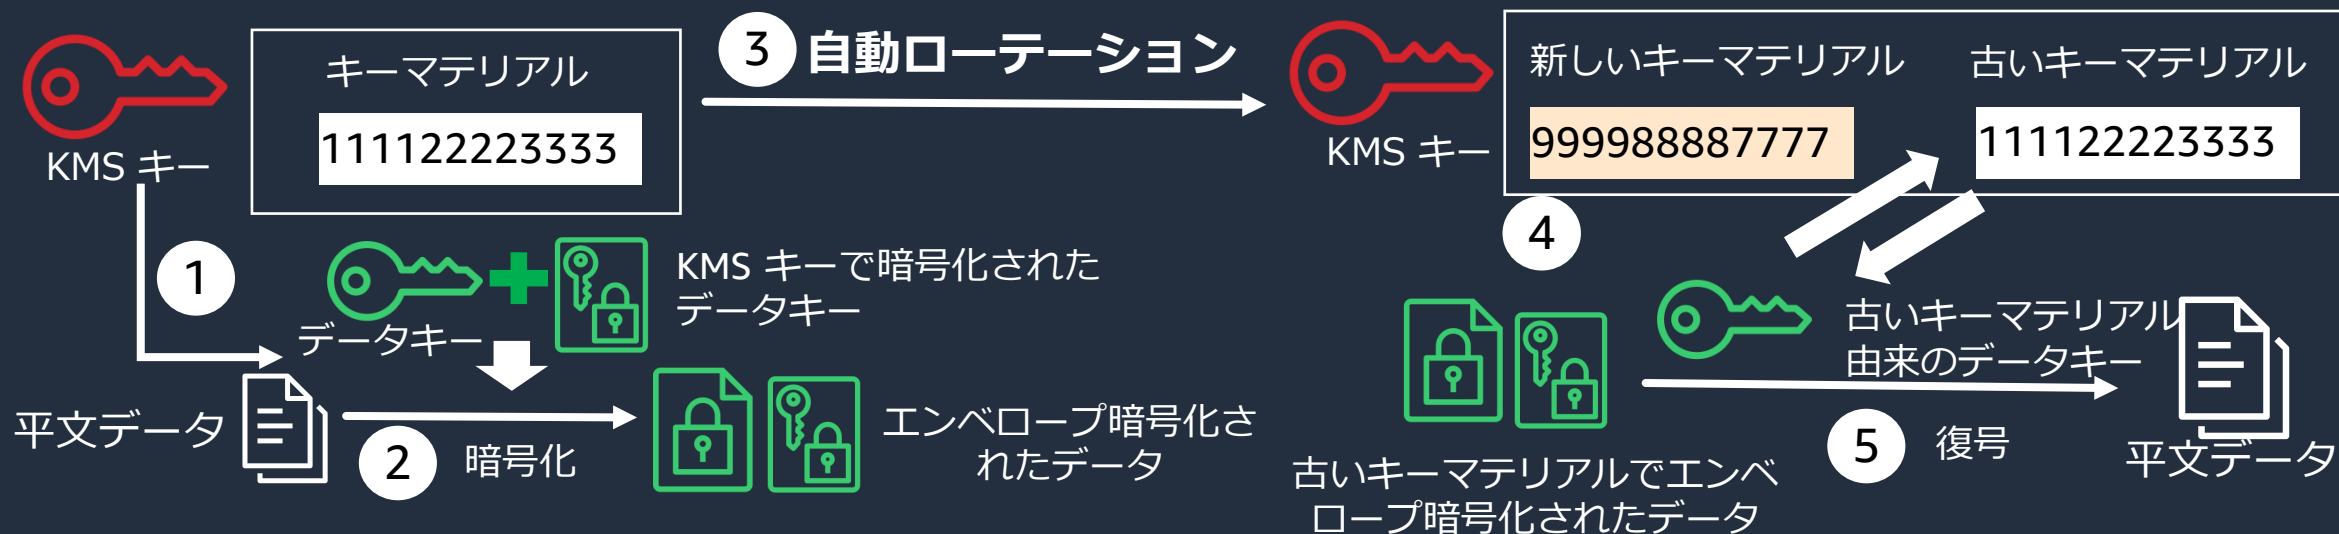 KMS キー
キーマテリアル
111122223333
3
自動ローテーション
KMS キー
新しいキーマテリアル
999988887777
古いキーマテリアル
111122223333
1
データキー
KMS キーで暗号化された
データキー
平文データ
2
暗号化
エンベロープ暗号化さ
れたデータ
4
古いキーマテリアル
由来のデータキー
古いキーマテリアルでエンベ
ロープ暗号化されたデータ
5
復号
平文データ